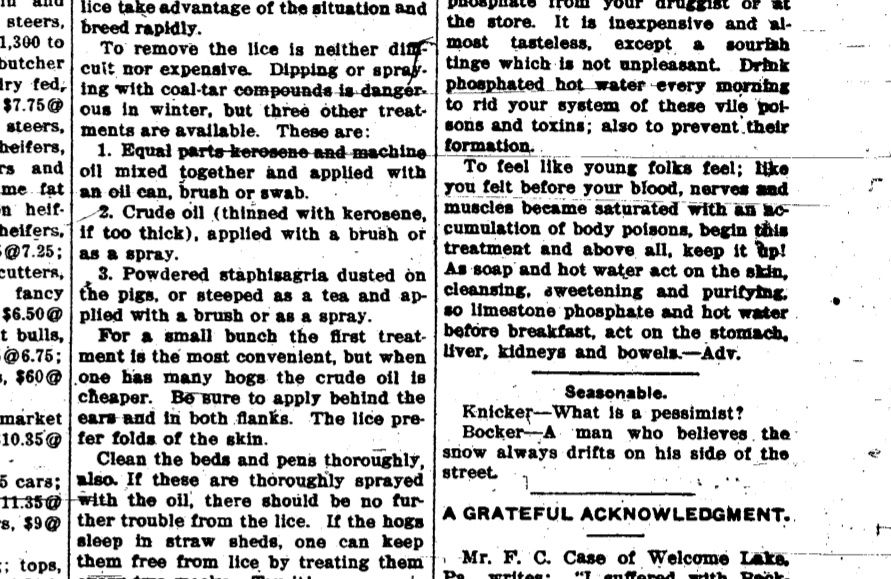 steers,
1,300 to
butcher
dry fed,
$7.75@
steers,
heifers,
rs and
me fat
on heif-
heifers,
@7.25;
cutters,
fancy
$6.50@
t bulls,
@6.75;
$60@
market
10.35@
5 cars;
11.35@
rs, $9@
; tops,
lice take advantage of the situation and
breed rapidly.
To remove the lice is neither diffi-
cult nor expensive. Dipping or spray-
ing with coal-tar compounds is danger-
ous in winter, but three other treat-
ments are available. These are:
1. Equal parts kerosene and machine
oil mixed together and applied with
an oil can, brush or swab.
2. Crude oil (thinned with kerosene,
if too thick), applied with a brush or
as a spray.
3. Powdered staphisagria dusted on
the pigs, or steeped as a tea and ap-
plied with a brush or as a spray.
For a small bunch the first treat-
ment is the most convenient, but when
one has many hogs the crude oil is
cheaper. Be sure to apply behind the
ears and in both flanks. The lice pre-
fer folds of the skin.
Clean the beds and pens thoroughly,
also. If these are thoroughly sprayed
with the oil, there should be no fur-
ther trouble from the lice. If the hogs
sleep in straw sheds, one can keep
them free from lice by treating them
phosphate from your druggist or at
the store. It is inexpensive and al-
most tasteless, except a sourish
tinge which is not unpleasant. Drink
phosphated hot water every morning
to rid your system of these vile poi-
sons and toxins; also to prevent their
formation.
To feel like young folks feel; like
you felt before your blood, nerves and
muscles became saturated with an ac-
cumulation of body poisons, begin this
treatment and above all, keep it up!
As soap and hot water act on the skin,
cleansing, sweetening and purifying,
so limestone phosphate and hot water
before breakfast, act on the stomach,
liver, kidneys and bowels.—Adv.
Seasonable.
Knicker—What is a pessimist?
Bocker—A man who believes the
snow always drifts on his side of the
street.
A GRATEFUL ACKNOWLEDGMENT.
Mr. F. C. Case of Welcome Lake,
Pa., writes: "I suffered with Back-